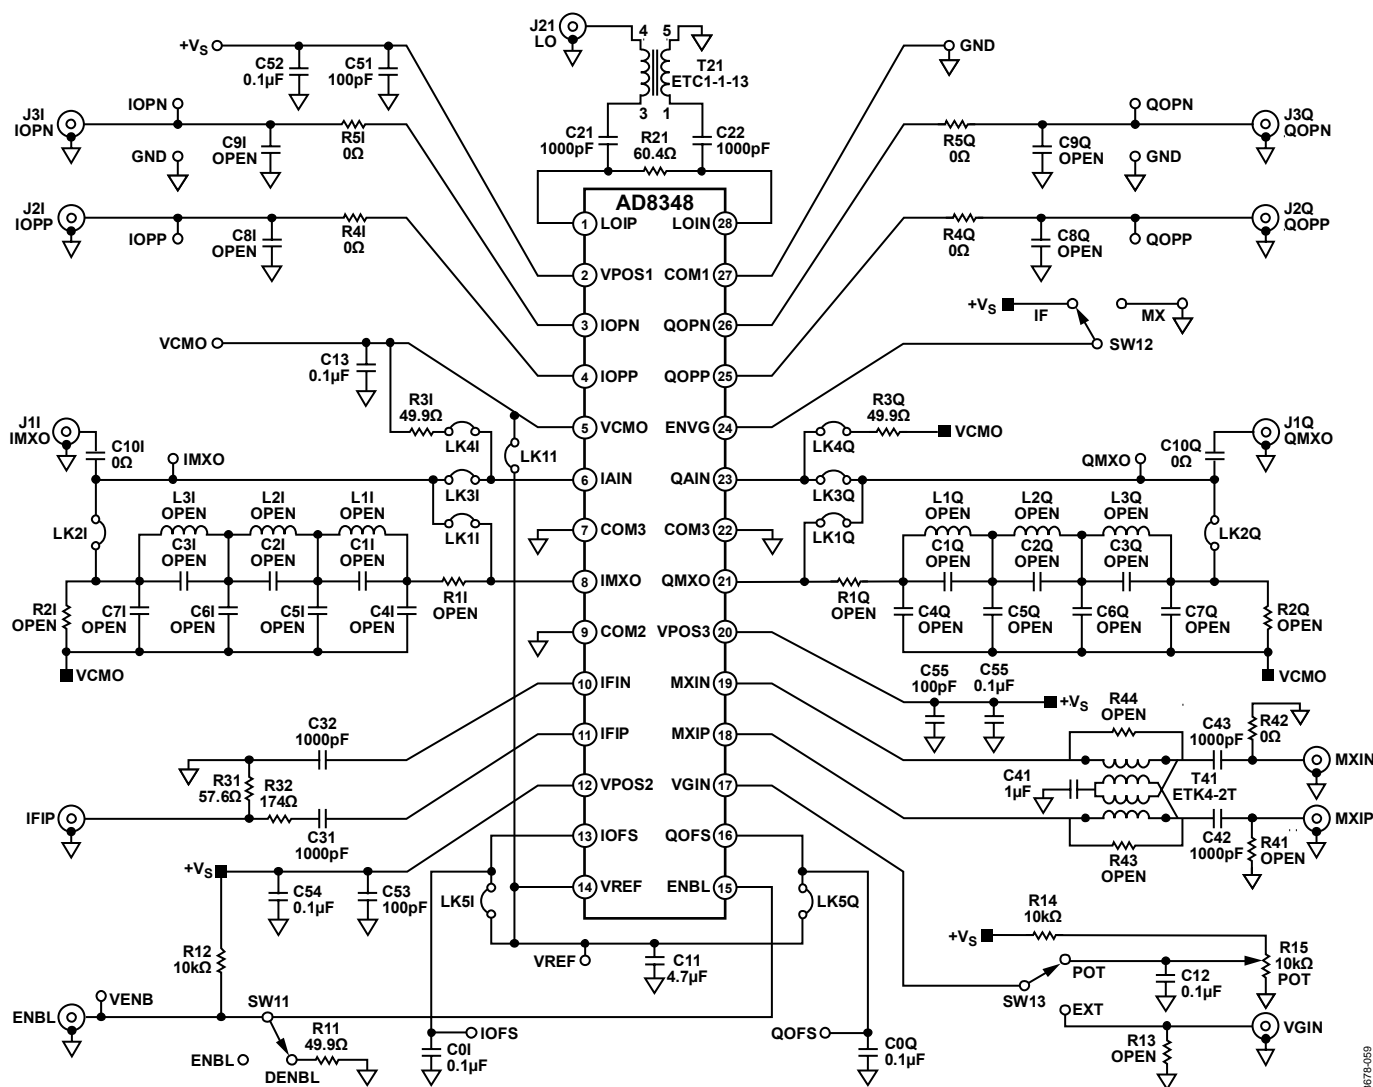 J21
LO
4
5
T21
ETC1-1-13
3
1
+VS
C52
0.1µF
C51
100pF
GND
J3I
IOPN
IOPN
C9I
OPEN
R5I
0Ω
GND
C21
1000pF
R21
60.4Ω
C22
1000pF
R5Q
0Ω
C9Q
OPEN
QOPN
GND
J3Q
QOPN
J2I
IOPP
IOPP
C8I
OPEN
R4I
0Ω
AD8348
R4Q
0Ω
C8Q
OPEN
QOPP
J2Q
QOPP
1 LOIP
LOIN 28
2 VPOS1
COM1 27
3 IOPN
QOPN 26
4 IOPP
QOPP 25
5 VCMO
ENVG 24
6 IAIN
QAIN 23
7 COM3
COM3 22
8 IMXO
QMXO 21
9 COM2
VPOS3 20
10 IFIN
MXIN 19
11 IFIP
MXIP 18
12 VPOS2
VGIN 17
13 IOFS
QOFS 16
14 VREF
ENBL 15
+VS
IF
MX
SW12
VCMO
C13
0.1µF
R3I
49.9Ω
LK4I
LK11
R3Q
49.9Ω
LK4Q
VCMO
J1I
IMXO
C10I
0Ω
IMXO
LK3I
LK1I
LK3Q
LK1Q
QMXO
C10Q
0Ω
J1Q
QMXO
LK2I
L3I
OPEN
C3I
OPEN
L2I
OPEN
C2I
OPEN
L1I
OPEN
C1I
OPEN
L1Q
OPEN
C1Q
OPEN
L2Q
OPEN
C2Q
OPEN
L3Q
OPEN
C3Q
OPEN
LK2Q
R2I
OPEN
C7I
OPEN
C6I
OPEN
C5I
OPEN
C4I
OPEN
R1I
OPEN
R1Q
OPEN
C4Q
OPEN
C5Q
OPEN
C6Q
OPEN
C7Q
OPEN
R2Q
OPEN
VCMO
VCMO
C55
100pF
C55
0.1µF
+VS
C32
1000pF
R31
57.6Ω
R32
174Ω
C31
1000pF
IFIP
R44
OPEN
C43
1000pF
R42
0Ω
MXIN
C41
1µF
T41
ETK4-2T
MXIP
R43
OPEN
C42
1000pF
R41
OPEN
+VS
C54
0.1µF
C53
100pF
LK5I
LK5Q
R12
10kΩ
VREF
C11
4.7µF
R14
10kΩ
+VS
R15
10kΩ
POT
POT
C12
0.1µF
SW13
EXT
R13
OPEN
VGIN
VENB
ENBL
SW11
R11
49.9Ω
ENBL
DENBL
IOFS
C0I
0.1µF
QOFS
C0Q
0.1µF